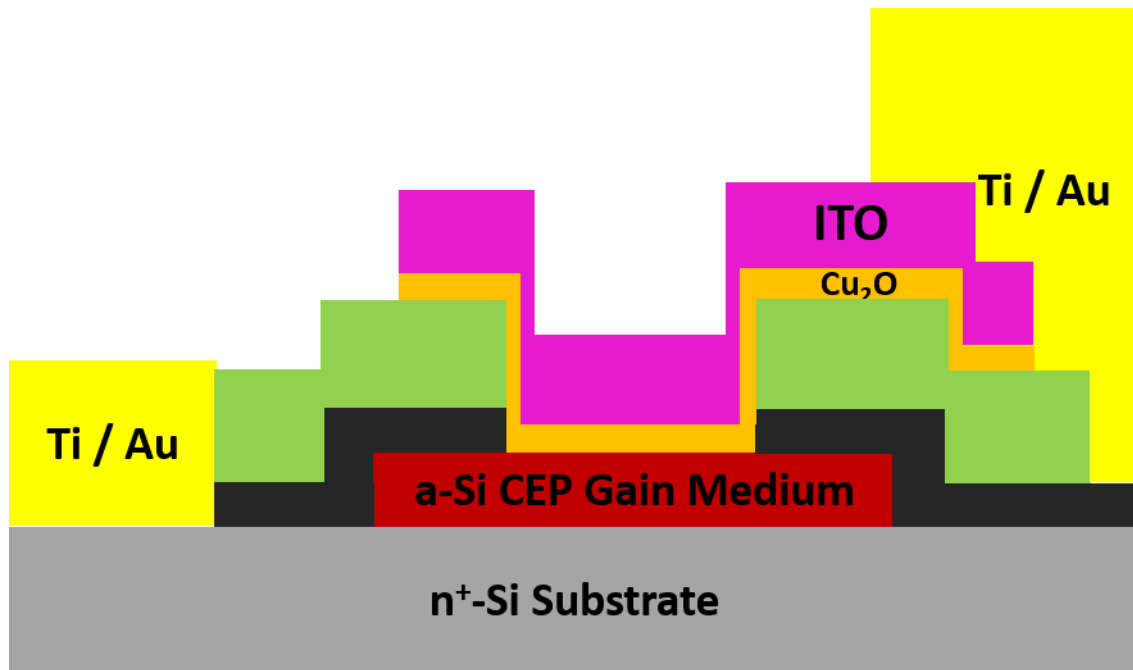 Ti / Au
ITO
Cu₂O
Ti / Au
a-Si CEP Gain Medium
n⁺-Si Substrate